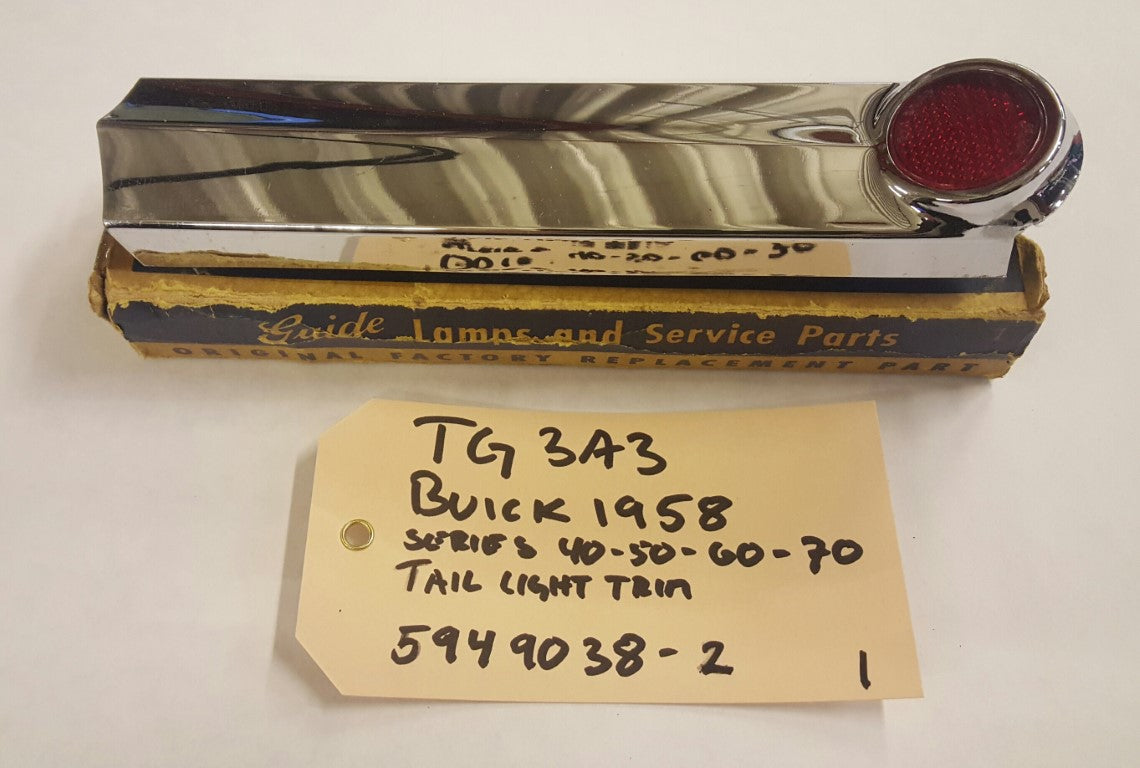 Guide Lamps and Service Parts
ORIGINAL FACTORY REPLACEMENT PART
TG 3A3
BUICK 1958
SERIES 40-50-60-70
TAIL LIGHT TRIM
5949038-2
1